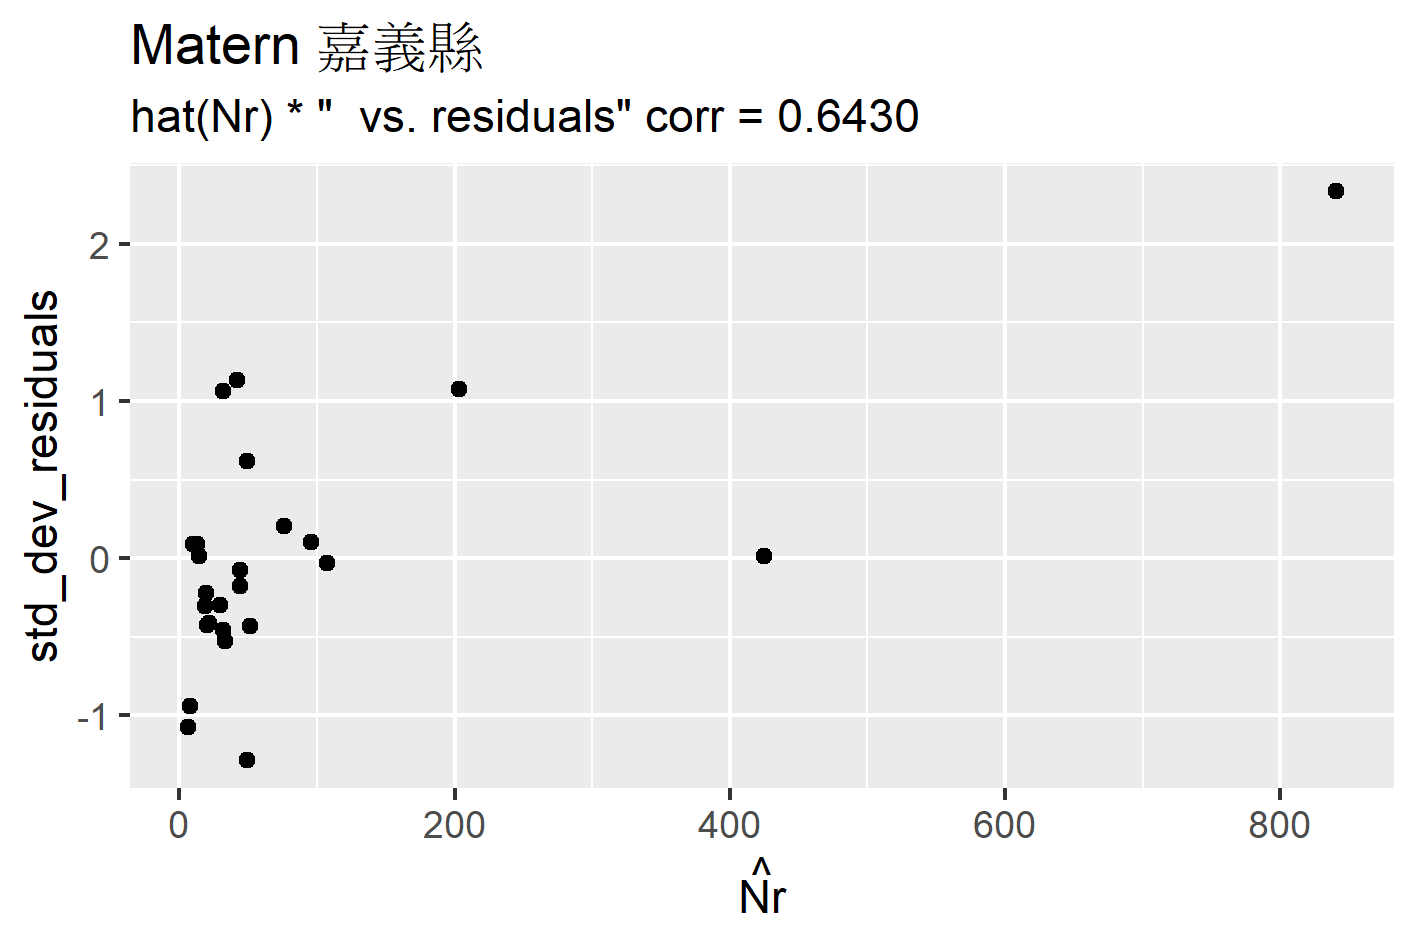 Matern 嘉義縣
hat(Nr) * "  vs. residuals" corr = 0.6430
std_dev_residuals
2
1
0
-1
0 200 400 600 800
^
Nr